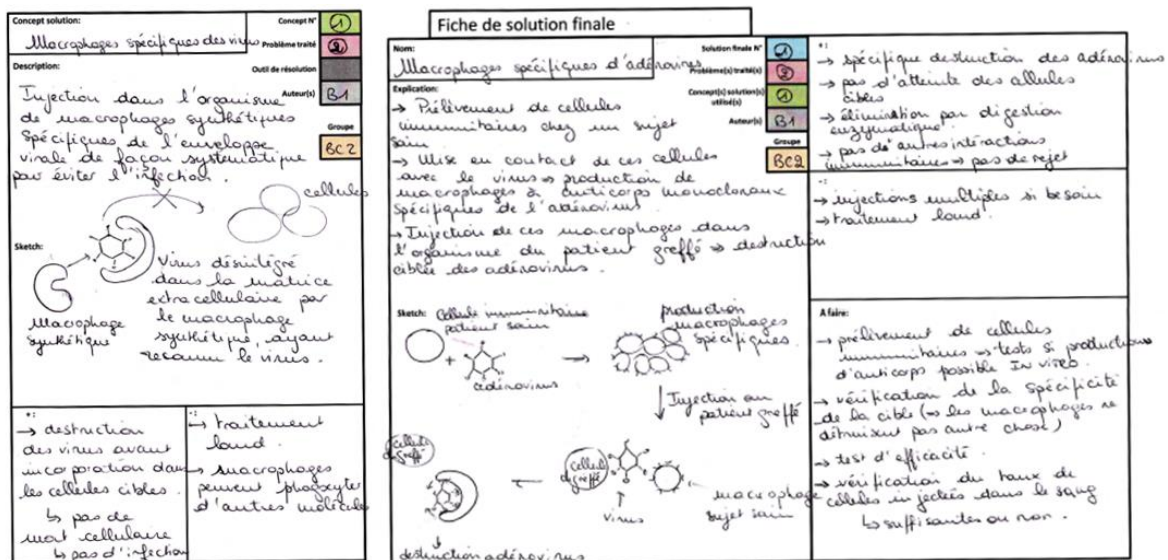 Concept solution:
Concept N°
1
Macrophages spécifiques des virus
Problème traité
2
Description:
Outil de résolution
Auteur(s)
B1
Groupe
BC2
Injection dans l'organisme
de macrophages synthétiques
spécifiques de l'enveloppe
virale de façon systématique
pour éviter l'infection.
cellules
Sketch:
Macrophage
synthétique
virus désintégré
dans la matrice
extracellulaire par
le macrophage
synthétique, ayant
reconnu le virus.
+:
→ destruction
des virus avant
incorporation dans
les cellules cibles.
↳ pas de
mort cellulaire
↳ pas d'infection
-:
→ traitement
lourd.
→ macrophages
peuvent phagocyter
d'autres molécules
Fiche de solution finale
Nom:
Solution finale N°
1
Macrophages spécifiques d'adénovirus
Problème(s) traité(s)
2
Explication:
Concept(s) solution(s)
utilisé(s)
1
Auteur(s)
B1
Groupe
BC2
→ Prélèvement de cellules
immunitaires chez un sujet
sain
→ Mise en contact de ces cellules
avec le virus → production de
macrophages à anticorps monoclonaux
spécifiques de l'adénovirus.
→ Injection de ces macrophages dans
l'organisme du patient greffé → destruction
ciblée des adénovirus.
Sketch:
cellule immunitaire
patient sain
+
adénovirus
production
macrophages
spécifiques.
Injection au
patient greffé
cellule
du greffé
cellule
du greffé
virus
macrophage
sujet sain
destruction adénovirus
+:
→ spécifique destruction des adénovirus
→ pas d'atteinte des cellules
cibles
→ élimination par digestion
enzymatique.
→ pas d'autres interactions
immunitaires → pas de rejet
-:
→ injections multiples si besoin
→ traitement lourd.
A faire:
→ prélèvement de cellules
immunitaires → tests si productions
d'anticorps possible In vitro.
→ vérification de la spécificité
de la cible (→ les macrophages ne
détruisent pas autre chose)
→ test d'efficacité.
→ vérification du taux de
cellules injectées dans le sang
↳ suffisantes ou non.